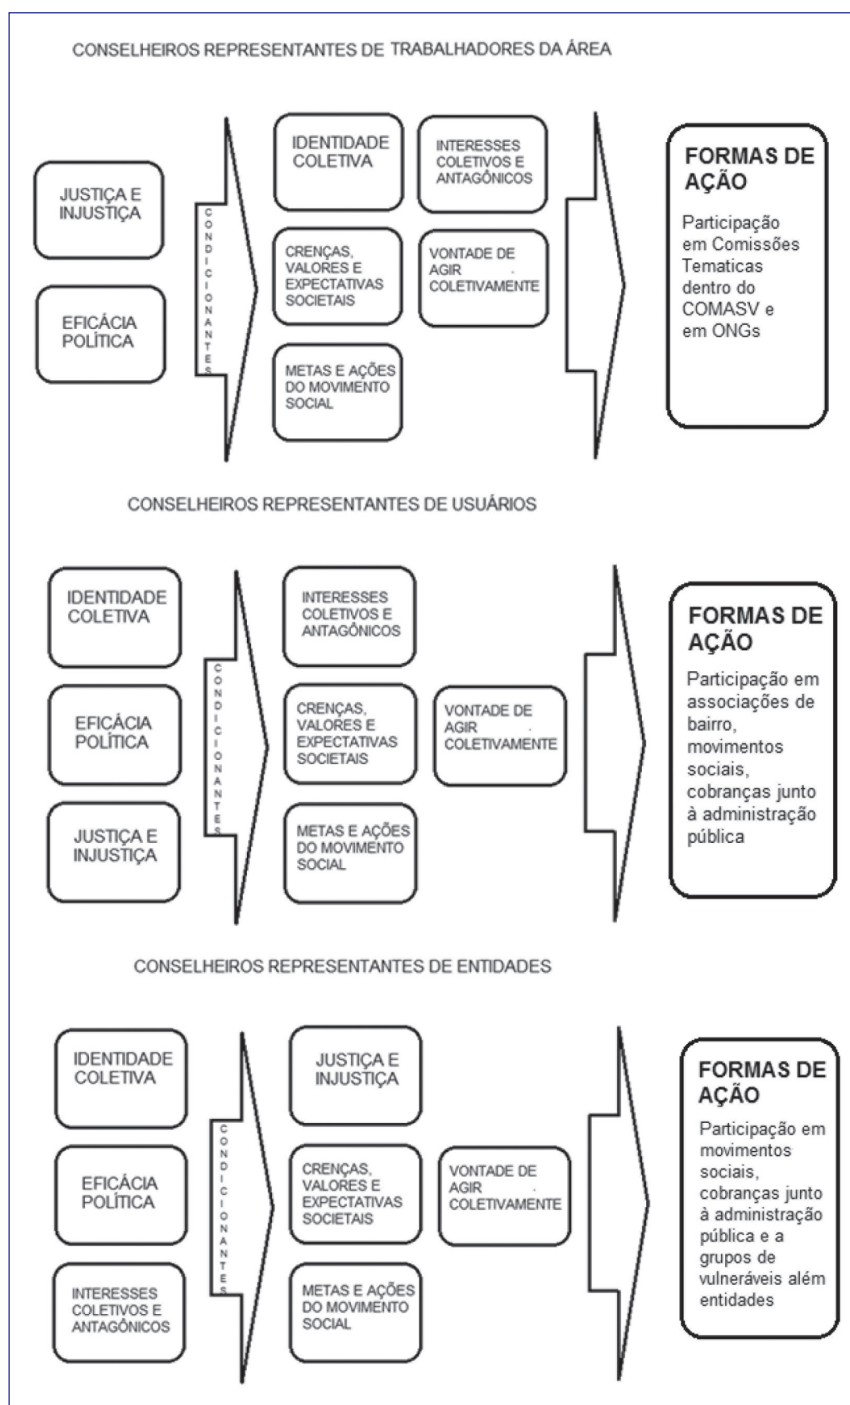 CONSELHEIROS REPRESENTANTES DE TRABALHADORES DA ÁREA
JUSTIÇA E
INJUSTIÇA
EFICÁCIA
POLÍTICA
CONDICIONANTES
IDENTIDADE
COLETIVA
INTERESSES
COLETIVOS E
ANTAGÔNICOS
CRENÇAS,
VALORES E
EXPECTATIVAS
SOCIETAIS
VONTADE DE
AGIR
COLETIVAMENTE
METAS E AÇÕES
DO MOVIMENTO
SOCIAL
FORMAS DE
AÇÃO
Participação
em Comissões
Tematicas
dentro do
COMASV e
em ONGs
CONSELHEIROS REPRESENTANTES DE USUÁRIOS
IDENTIDADE
COLETIVA
EFICÁCIA
POLÍTICA
JUSTIÇA E
INJUSTIÇA
CONDICIONANTES
INTERESSES
COLETIVOS E
ANTAGÔNICOS
CRENÇAS,
VALORES E
EXPECTATIVAS
SOCIETAIS
VONTADE DE
AGIR
COLETIVAMENTE
METAS E AÇÕES
DO MOVIMENTO
SOCIAL
FORMAS DE
AÇÃO
Participação em
associações de
bairro,
movimentos
sociais,
cobranças junto
à administração
pública
CONSELHEIROS REPRESENTANTES DE ENTIDADES
IDENTIDADE
COLETIVA
EFICÁCIA
POLÍTICA
INTERESSES
COLETIVOS E
ANTAGÔNICOS
CONDICIONANTES
JUSTIÇA E
INJUSTIÇA
CRENÇAS,
VALORES E
EXPECTATIVAS
SOCIETAIS
VONTADE DE
AGIR
COLETIVAMENTE
METAS E AÇÕES
DO MOVIMENTO
SOCIAL
FORMAS DE
AÇÃO
Participação em
movimentos
sociais,
cobranças junto
à administração
pública e a
grupos de
vulneráveis além
entidades